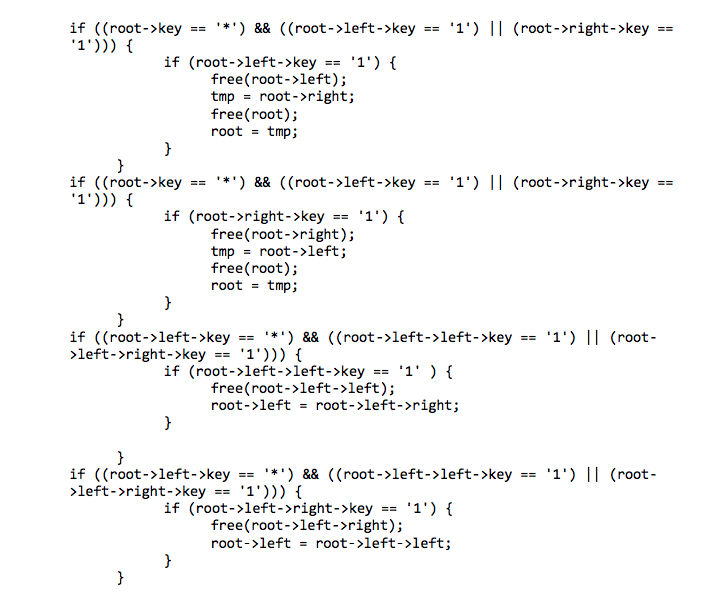 if ((root->key == '*') && ((root->left->key == '1') || (root->right->key ==
'1'))) {
if (root->left->key == '1') {
free(root->left);
tmp = root->right;
free(root);
root = tmp;
}
}
if ((root->key == '*') && ((root->left->key == '1') || (root->right->key ==
'1'))) {
if (root->right->key == '1') {
free(root->right);
tmp = root->left;
free(root);
root = tmp;
}
}
if ((root->left->key == '*') && ((root->left->left->key == '1') || (root-
>left->right->key == '1'))) {
if (root->left->left->key == '1' ) {
free(root->left->left);
root->left = root->left->right;
}
}
if ((root->left->key == '*') && ((root->left->left->key == '1') || (root-
>left->right->key == '1'))) {
if (root->left->right->key == '1') {
free(root->left->right);
root->left = root->left->left;
}
}